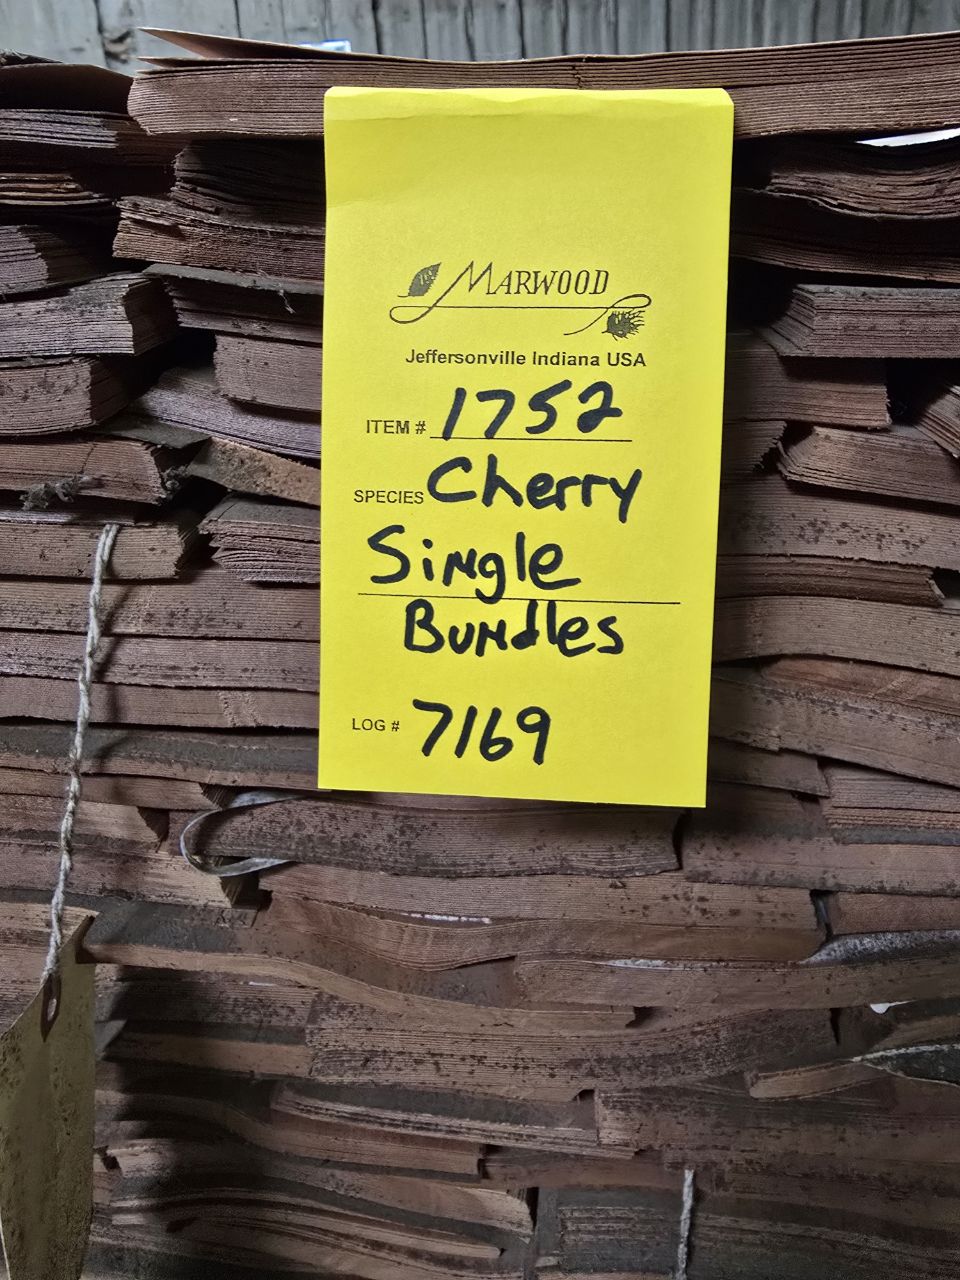 MARWOOD
Jeffersonville Indiana USA
ITEM # 1752
SPECIES Cherry
Single
Bundles
LOG # 7169